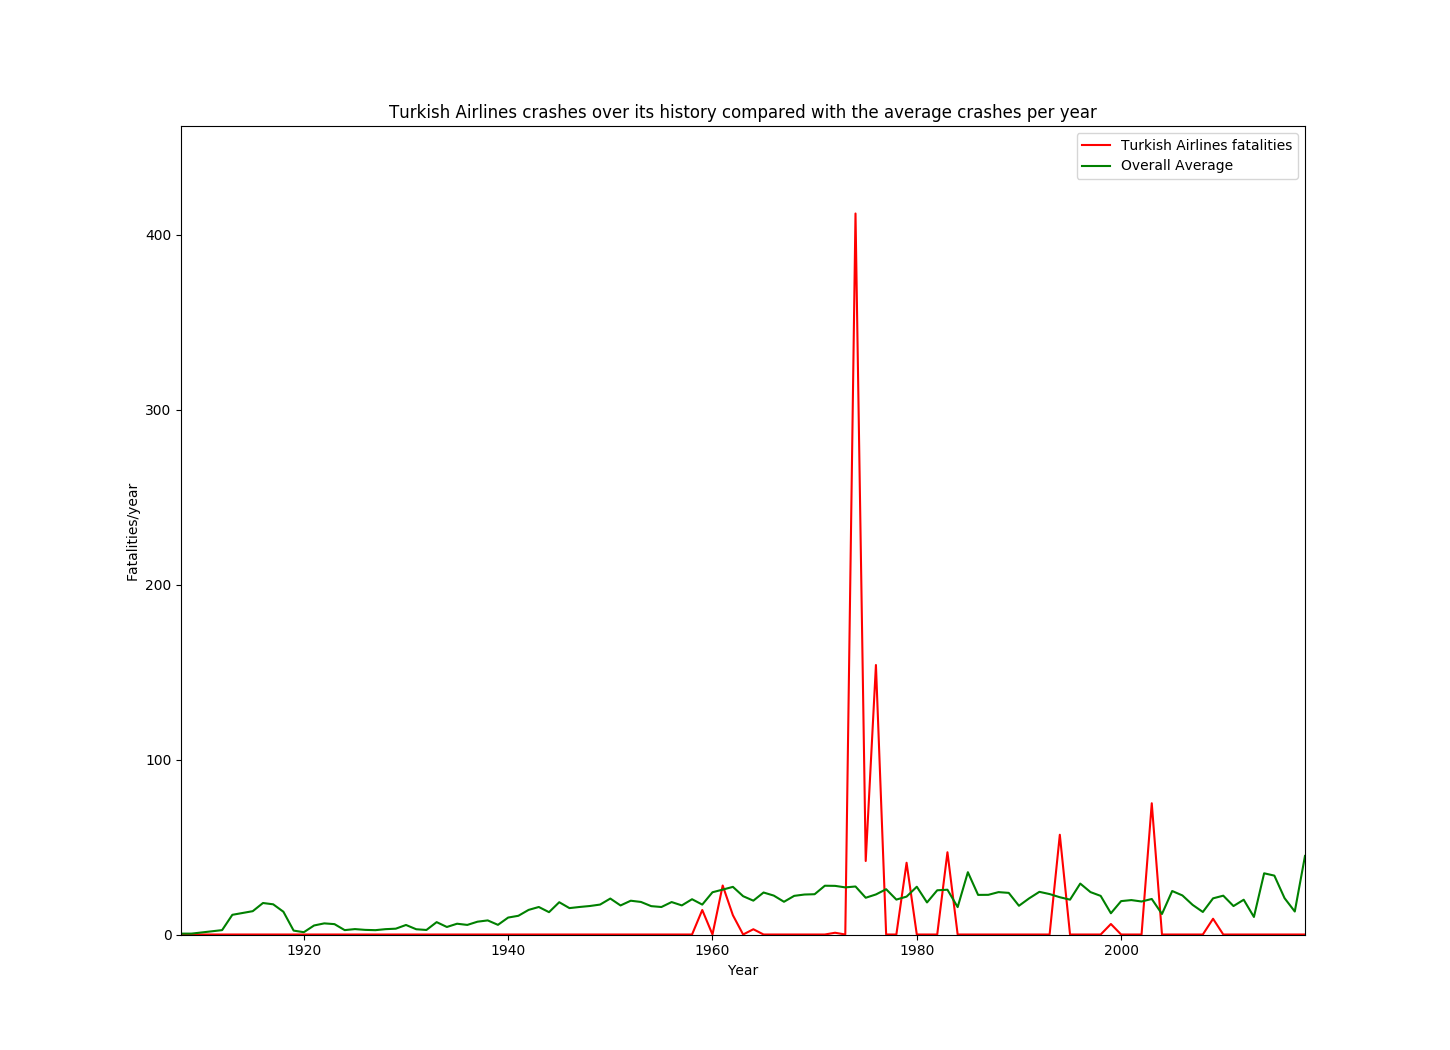 Turkish Airlines crashes over its history compared with the average crashes per year
Turkish Airlines fatalities
Overall Average
400
300
200
100
0
Fatalities/year
1920
1940
1960
1980
2000
Year